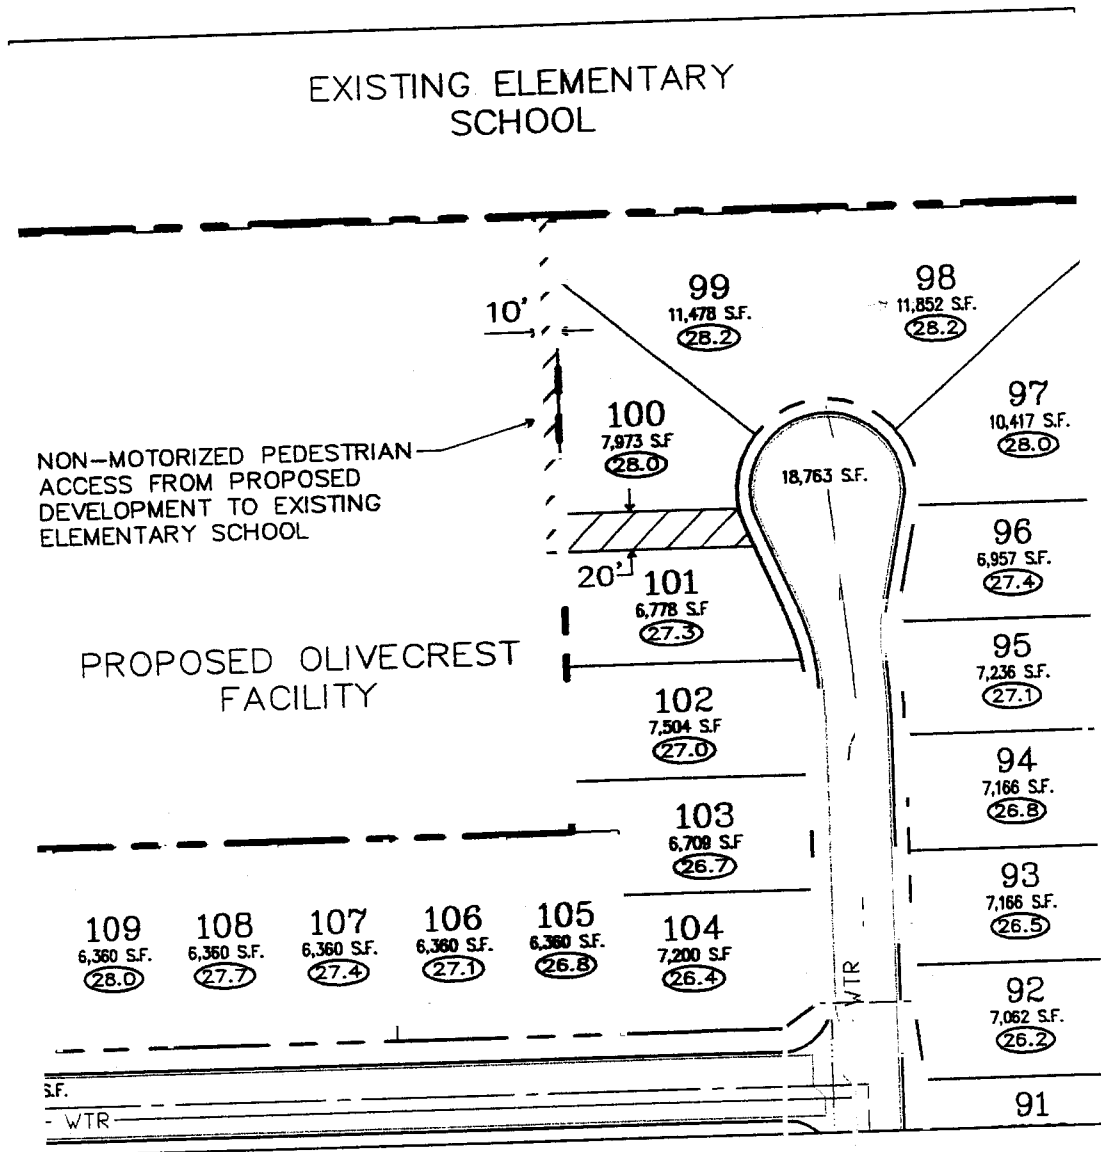 EXISTING ELEMENTARY
SCHOOL
99
11,478 S.F.
28.2
98
11,852 S.F.
28.2
10'
100
7,973 S.F
28.0
97
10,417 S.F.
28.0
NON-MOTORIZED PEDESTRIAN
ACCESS FROM PROPOSED
DEVELOPMENT TO EXISTING
ELEMENTARY SCHOOL
18,763 S.F.
20'
96
6,957 S.F.
27.4
101
6,778 S.F
27.3
PROPOSED OLIVECREST
FACILITY
95
7,236 S.F.
27.1
102
7,504 S.F
27.0
94
7,166 S.F.
26.8
103
6,709 S.F
26.7
93
7,166 S.F.
26.5
109
6,360 S.F.
28.0
108
6,360 S.F.
27.7
107
6,360 S.F.
27.4
106
6,360 S.F.
27.1
105
6,360 S.F.
26.8
104
7,200 S.F
26.4
WTR
92
7,062 S.F.
26.2
S.F.
WTR
91